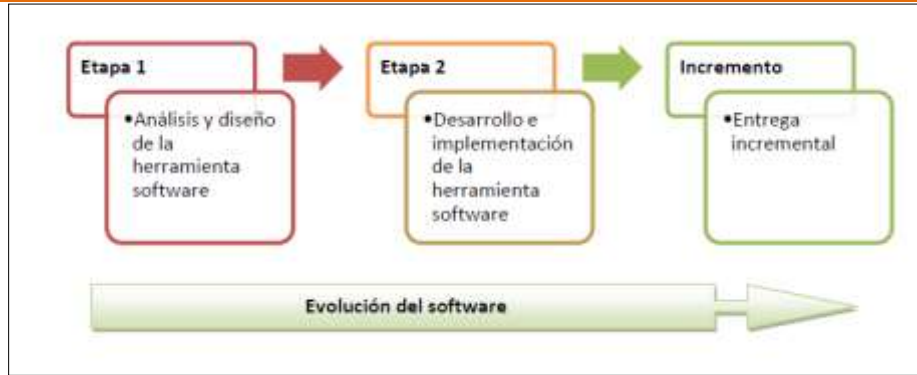 Etapa 1
•Análisis y diseño
de la
herramienta
software
Etapa 2
•Desarrollo e
implementación
de la
herramienta
software
Incremento
•Entrega
incremental
Evolución del software